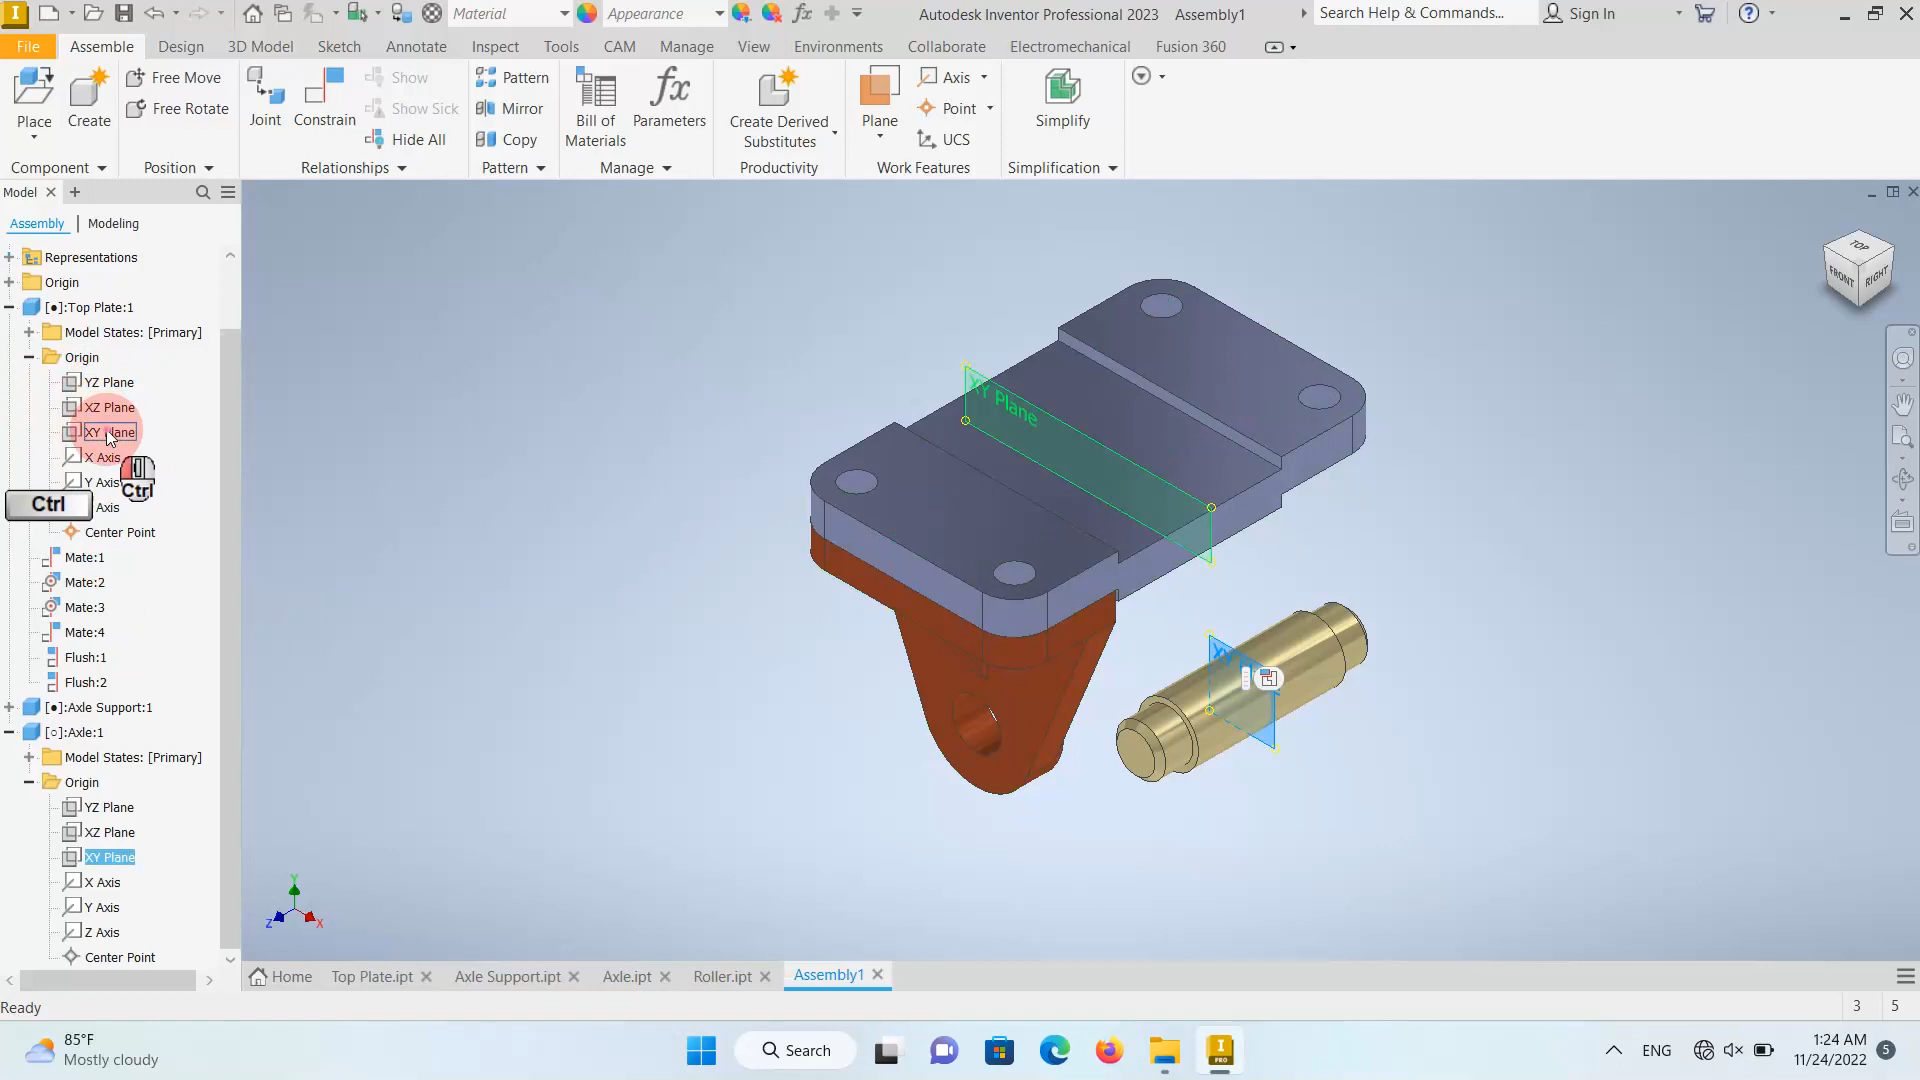 Material
Appearance
fx
Autodesk Inventor Professional 2023 Assembly1
Search Help & Commands...
Sign In
File
Assemble
Design
3D Model
Sketch
Annotate
Inspect
Tools
CAM
Manage
View
Environments
Collaborate
Electromechanical
Fusion 360
Place
Create
Free Move
Free Rotate
Joint
Constrain
Show
Show Sick
Hide All
Pattern
Mirror
Copy
Bill of
Materials
fx
Parameters
Create Derived
Substitutes
Plane
Axis
Point
UCS
Simplify
Component
Position
Relationships
Pattern
Manage
Productivity
Work Features
Simplification
Model
Assembly | Modeling
Representations
Origin
[●]:Top Plate:1
Model States: [Primary]
Origin
YZ Plane
XZ Plane
XY Plane
X Axis
Y Axis
Axis
Center Point
Ctrl
Ctrl
Mate:1
Mate:2
Mate:3
Mate:4
Flush:1
Flush:2
[●]:Axle Support:1
[○]:Axle:1
Model States: [Primary]
Origin
YZ Plane
XZ Plane
XY Plane
X Axis
Y Axis
Z Axis
Center Point
XY Plane
XY
TOP
FRONT
RIGHT
Y
Z
X
Home
Top Plate.ipt
Axle Support.ipt
Axle.ipt
Roller.ipt
Assembly1
Ready
3
5
85°F
Mostly cloudy
Search
I
PRO
ENG
1:24 AM
11/24/2022
5